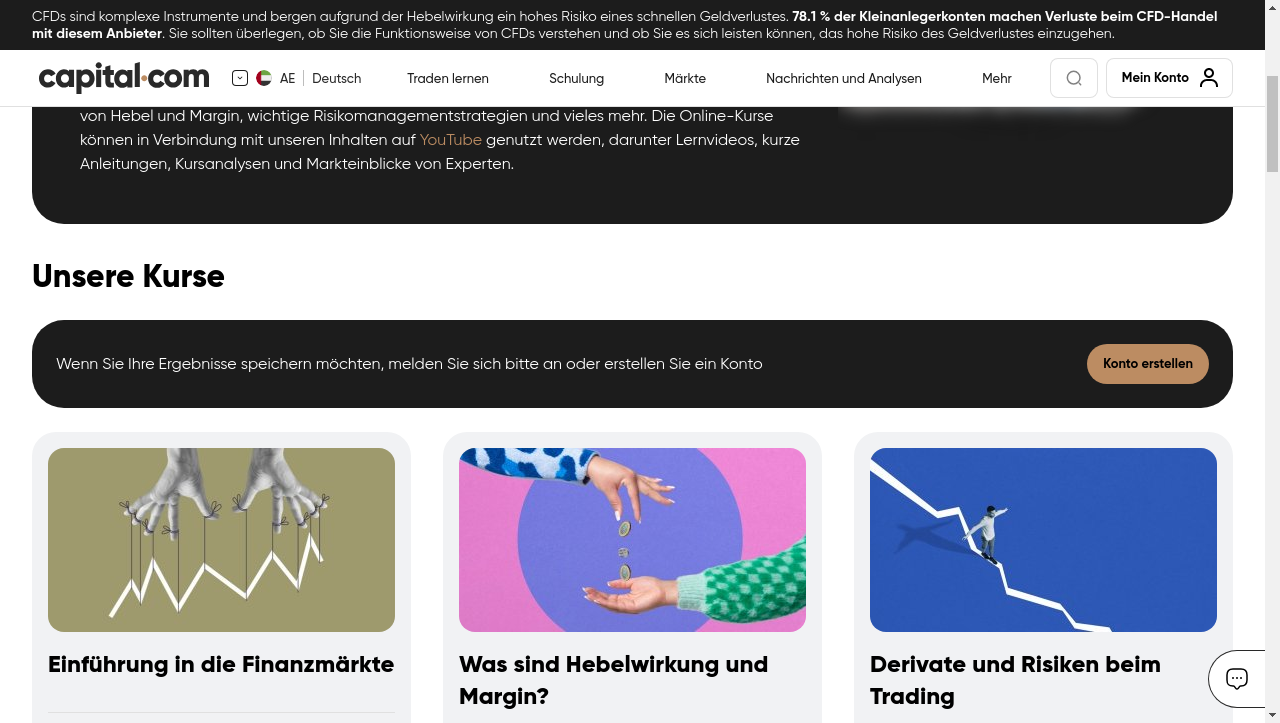 CFDs sind komplexe Instrumente und bergen aufgrund der Hebelwirkung ein hohes Risiko eines schnellen Geldverlustes. 78.1 % der Kleinanlegerkonten machen Verluste beim CFD-Handel
mit diesem Anbieter. Sie sollten überlegen, ob Sie die Funktionsweise von CFDs verstehen und ob Sie es sich leisten können, das hohe Risiko des Geldverlustes einzugehen.
capital.com AE Deutsch Traden lernen Schulung Märkte Nachrichten und Analysen Mehr Mein Konto
von Hebel und Margin, wichtige Risikomanagementstrategien und vieles mehr. Die Online-Kurse
können in Verbindung mit unseren Inhalten auf YouTube genutzt werden, darunter Lernvideos, kurze
Anleitungen, Kursanalysen und Markteinblicke von Experten.
Unsere Kurse
Wenn Sie Ihre Ergebnisse speichern möchten, melden Sie sich bitte an oder erstellen Sie ein Konto
Konto erstellen
Einführung in die Finanzmärkte
Was sind Hebelwirkung und
Margin?
Derivate und Risiken beim
Trading